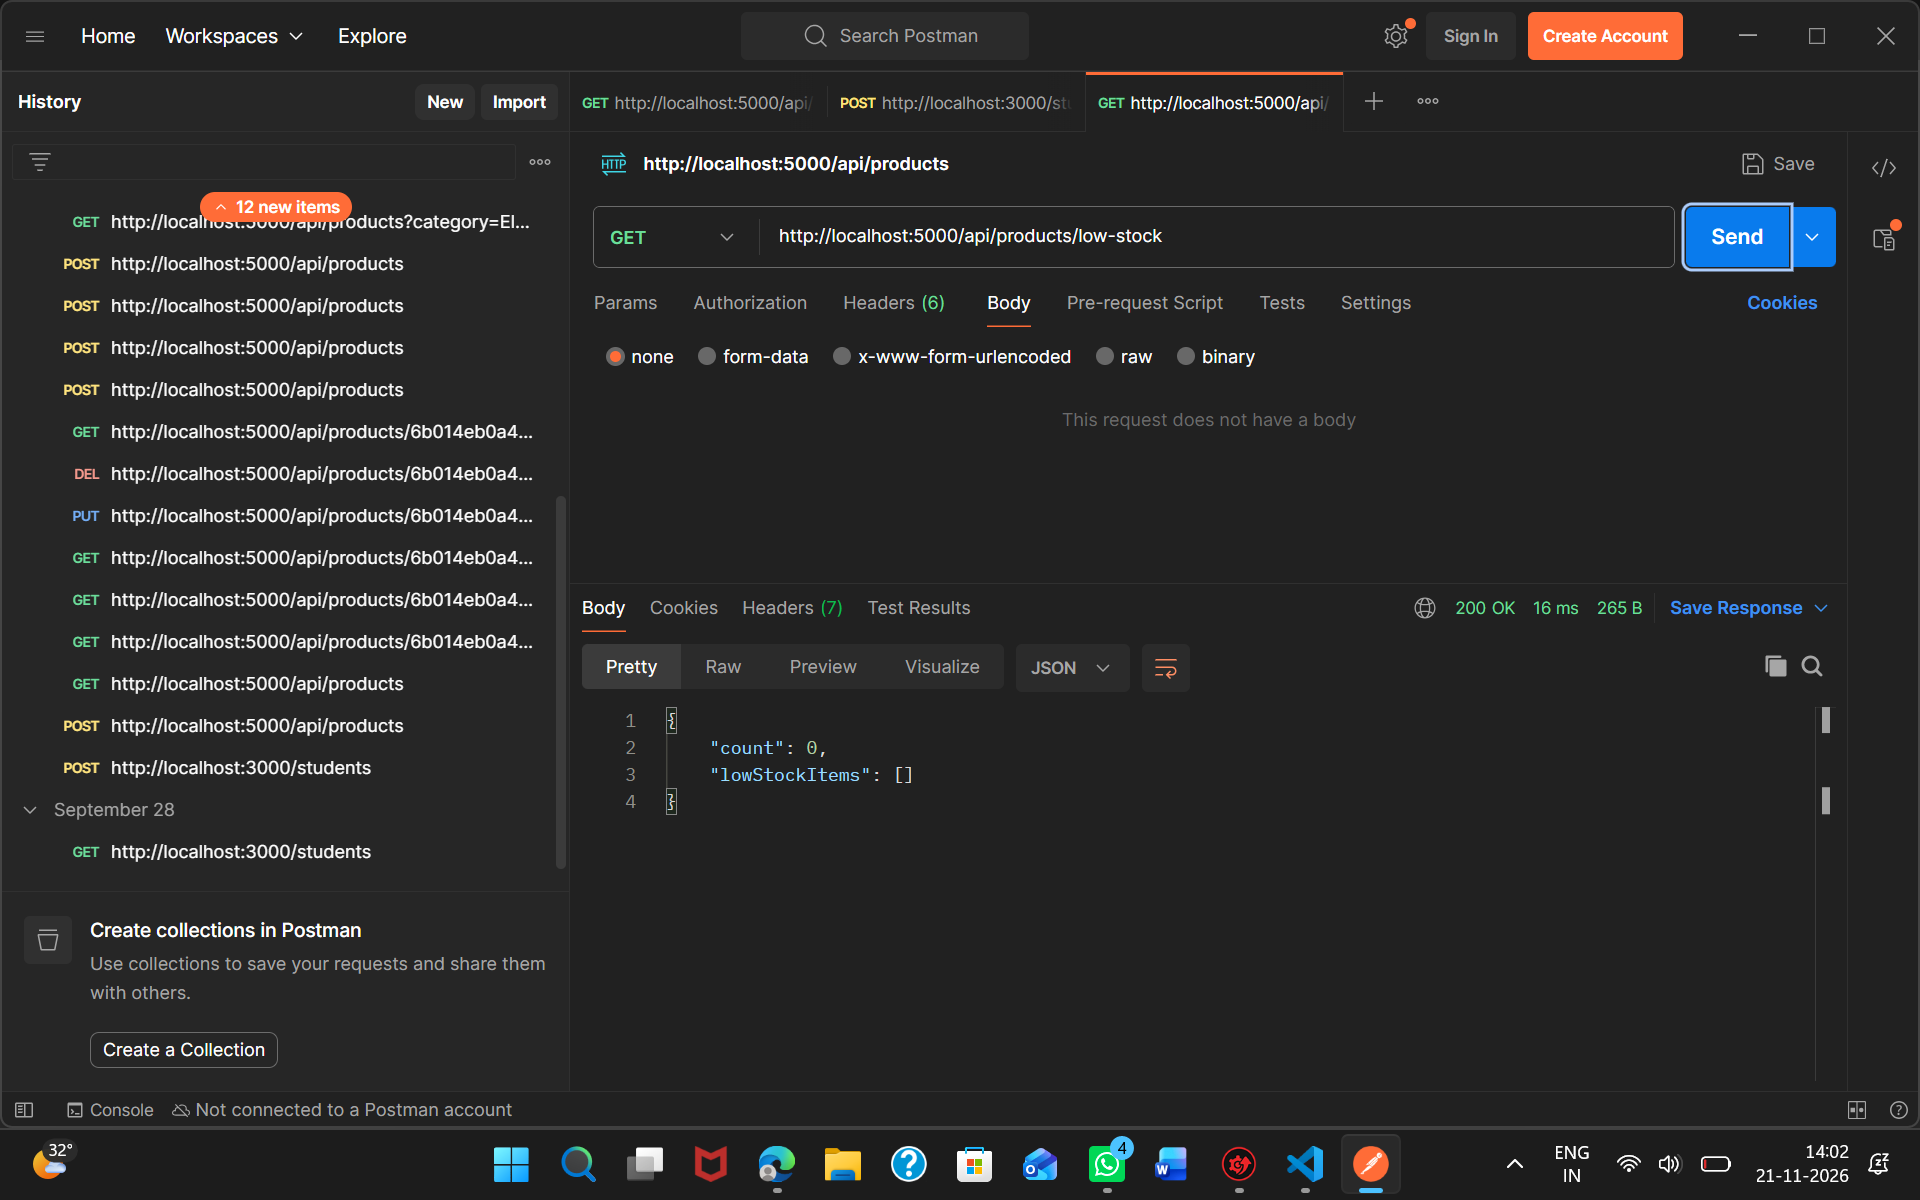 Home Workspaces Explore
Search Postman
Sign In
Create Account
History
New
Import
GET http://localhost:5000/api/
POST http://localhost:3000/stu
GET http://localhost:5000/api/
12 new items
GET http://localhost:5000/api/products?category=El...
POST http://localhost:5000/api/products
POST http://localhost:5000/api/products
POST http://localhost:5000/api/products
POST http://localhost:5000/api/products
GET http://localhost:5000/api/products/6b014eb0a4...
DEL http://localhost:5000/api/products/6b014eb0a4...
PUT http://localhost:5000/api/products/6b014eb0a4...
GET http://localhost:5000/api/products/6b014eb0a4...
GET http://localhost:5000/api/products/6b014eb0a4...
GET http://localhost:5000/api/products/6b014eb0a4...
GET http://localhost:5000/api/products
POST http://localhost:5000/api/products
POST http://localhost:3000/students
September 28
GET http://localhost:3000/students
Create collections in Postman
Use collections to save your requests and share them
with others.
Create a Collection
HTTP http://localhost:5000/api/products
Save
GET http://localhost:5000/api/products/low-stock
Send
Params Authorization Headers (6) Body Pre-request Script Tests Settings
Cookies
none form-data x-www-form-urlencoded raw binary
This request does not have a body
Body Cookies Headers (7) Test Results
200 OK 16 ms 265 B Save Response
Pretty Raw Preview Visualize JSON
1 {
2 "count": 0,
3 "lowStockItems": []
4 }
Console Not connected to a Postman account
32°
4
ENG
IN
14:02
21-11-2026